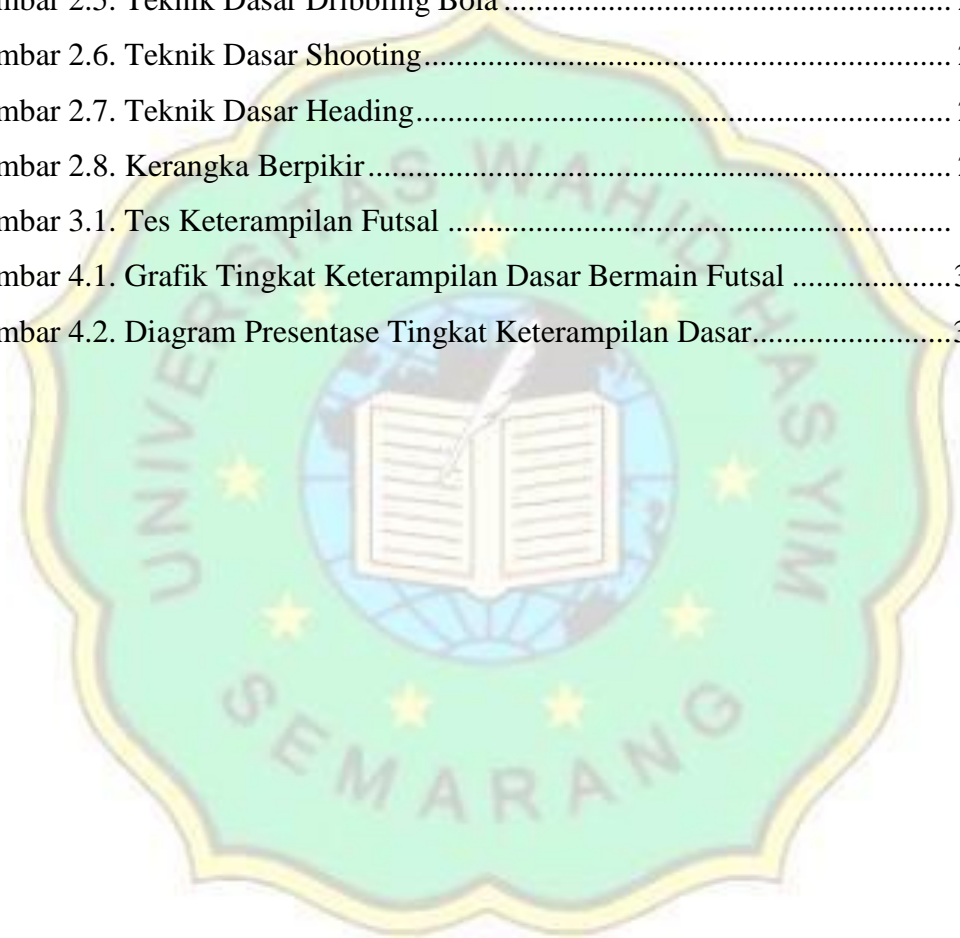 mbar 2.5. Teknik Dasar Dribbling Bola
mbar 2.6. Teknik Dasar Shooting
mbar 2.7. Teknik Dasar Heading
mbar 2.8. Kerangka Berpikir
mbar 3.1. Tes Keterampilan Futsal
mbar 4.1. Grafik Tingkat Keterampilan Dasar Bermain Futsal ..................3
mbar 4.2. Diagram Presentase Tingkat Keterampilan Dasar.......................3
UNIVERSITAS WAHID HASYIM
SEMARANG